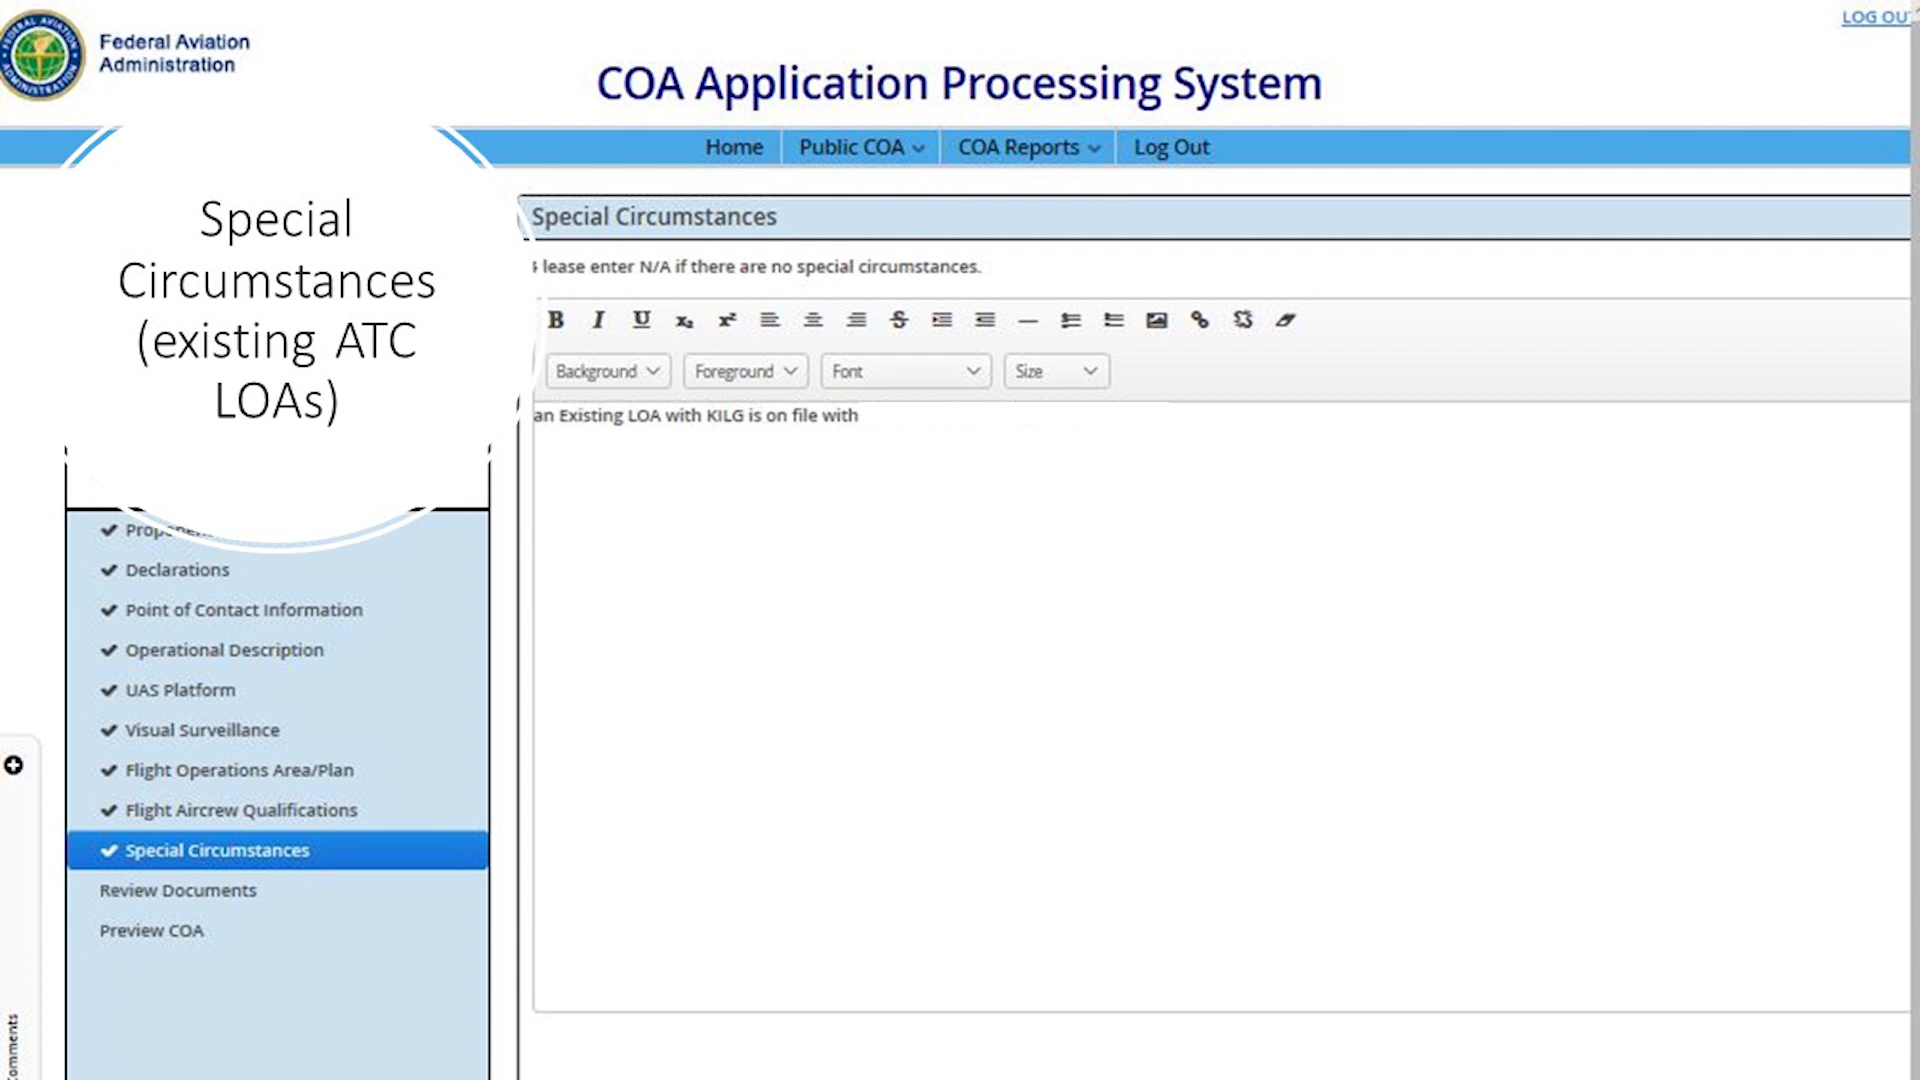 LOG OU
Federal Aviation
Administration
COA Application Processing System
Home Public COA COA Reports Log Out
Special
Circumstances
(existing ATC
LOAs)
Special Circumstances
lease enter N/A if there are no special circumstances.
B I U x₂ x² S
Background Foreground Font Size
an Existing LOA with KILG is on file with
Declarations
Point of Contact Information
Operational Description
UAS Platform
Visual Surveillance
Flight Operations Area/Plan
Flight Aircrew Qualifications
Special Circumstances
Review Documents
Preview COA
omments